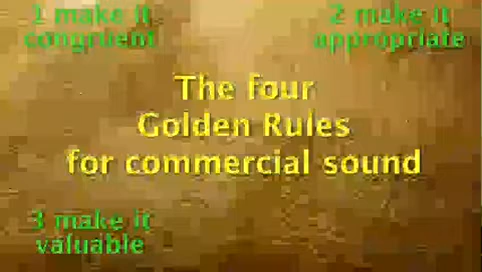 1 make it
congruent
2 make it
appropriate
The four
Golden Rules
for commercial sound
3 make it
valuable